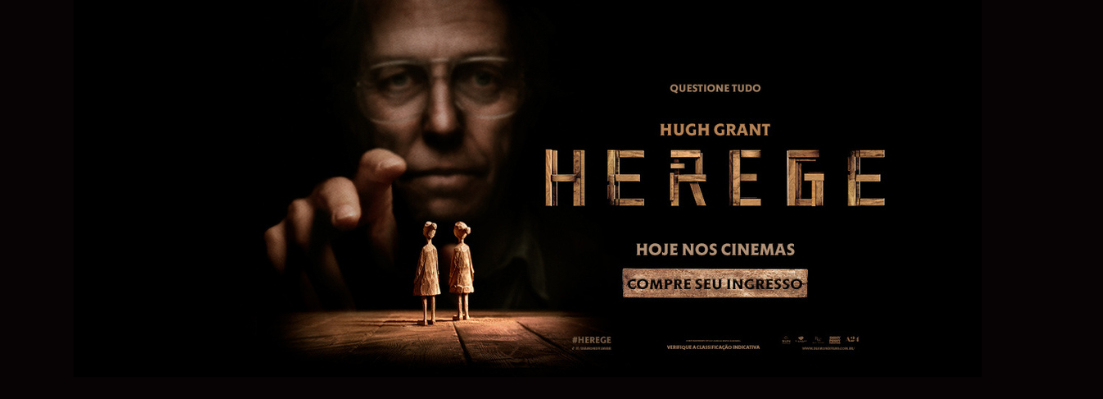 QUESTIONE TUDO
HUGH GRANT
HEREGE
HOJE NOS CINEMAS
COMPRE SEU INGRESSO
#HEREGE
VERIFIQUE A CLASSIFICAÇÃO INDICATIVA